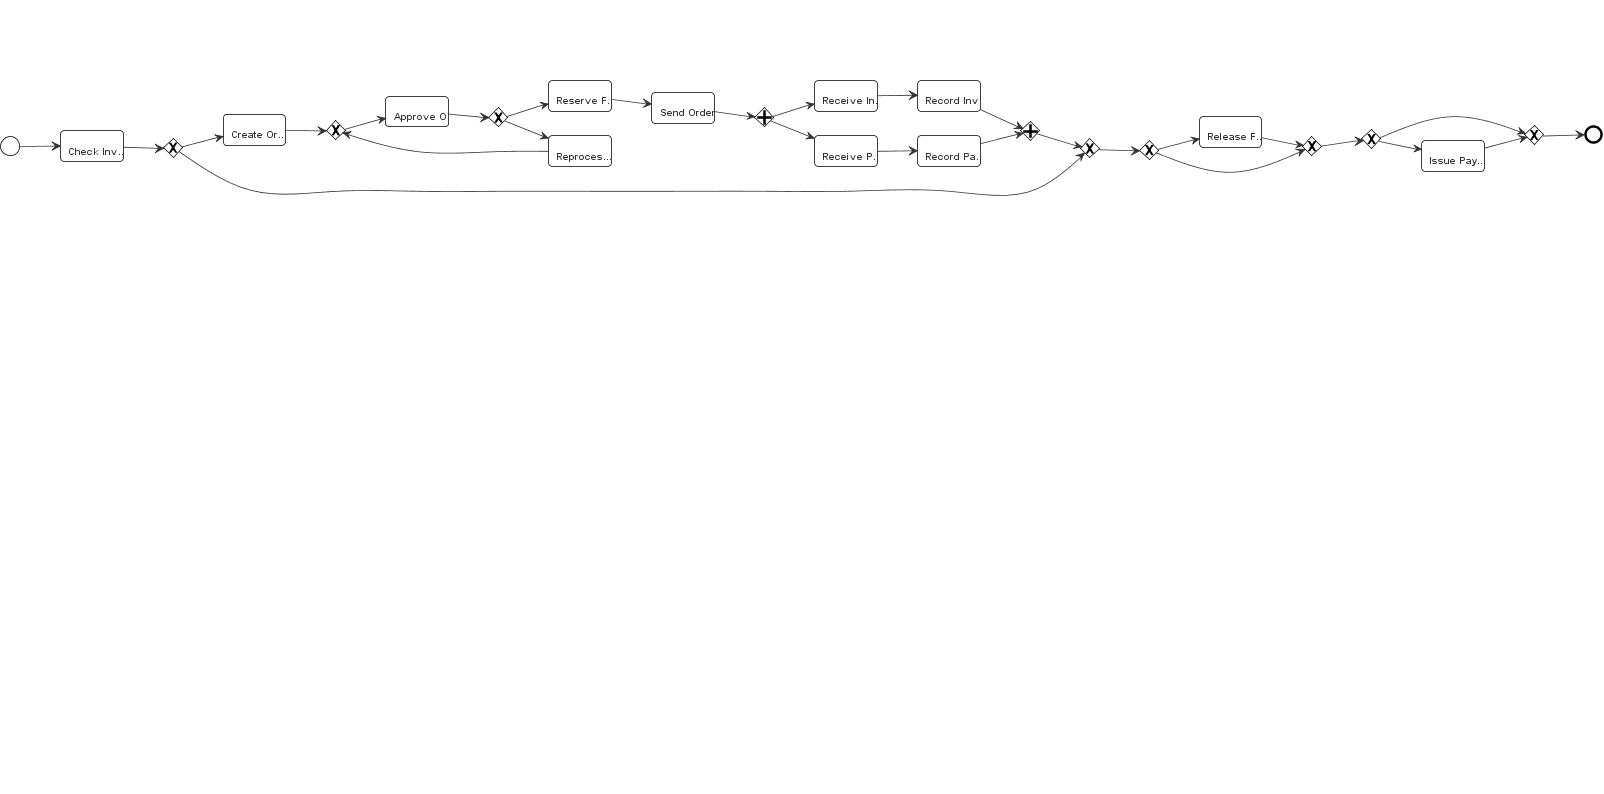 Check Inv..
Create Or..
Approve O
Reserve F.
Reproces...
Send Order
Receive In.
Record Inv
Receive P.
Record Pa.
Release F..
Issue Pay..